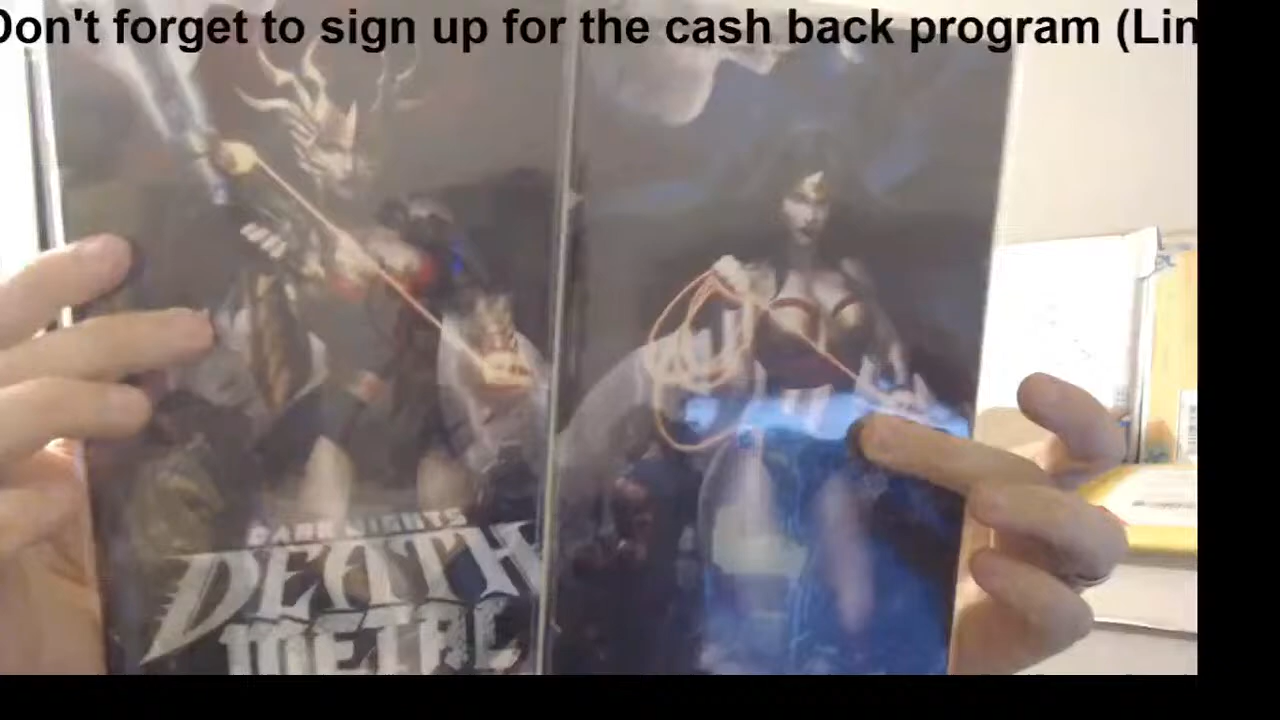 Don't forget to sign up for the cash back program (Lin
DARK NIGHTS
DEATH
METAL